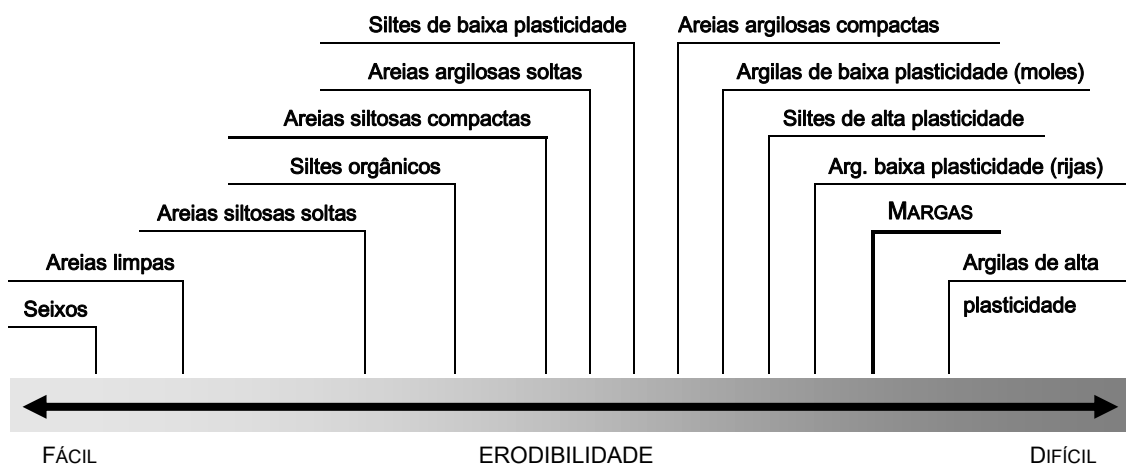 Siltes de baixa plasticidade
Areias argilosas compactas
Areias argilosas soltas
Argilas de baixa plasticidade (moles)
Areias siltosas compactas
Siltes de alta plasticidade
Siltes orgânicos
Arg. baixa plasticidade (rijas)
Areias siltosas soltas
MARGAS
Areias limpas
Argilas de alta
plasticidade
Seixos
FÁCIL
ERODIBILIDADE
DIFÍCIL